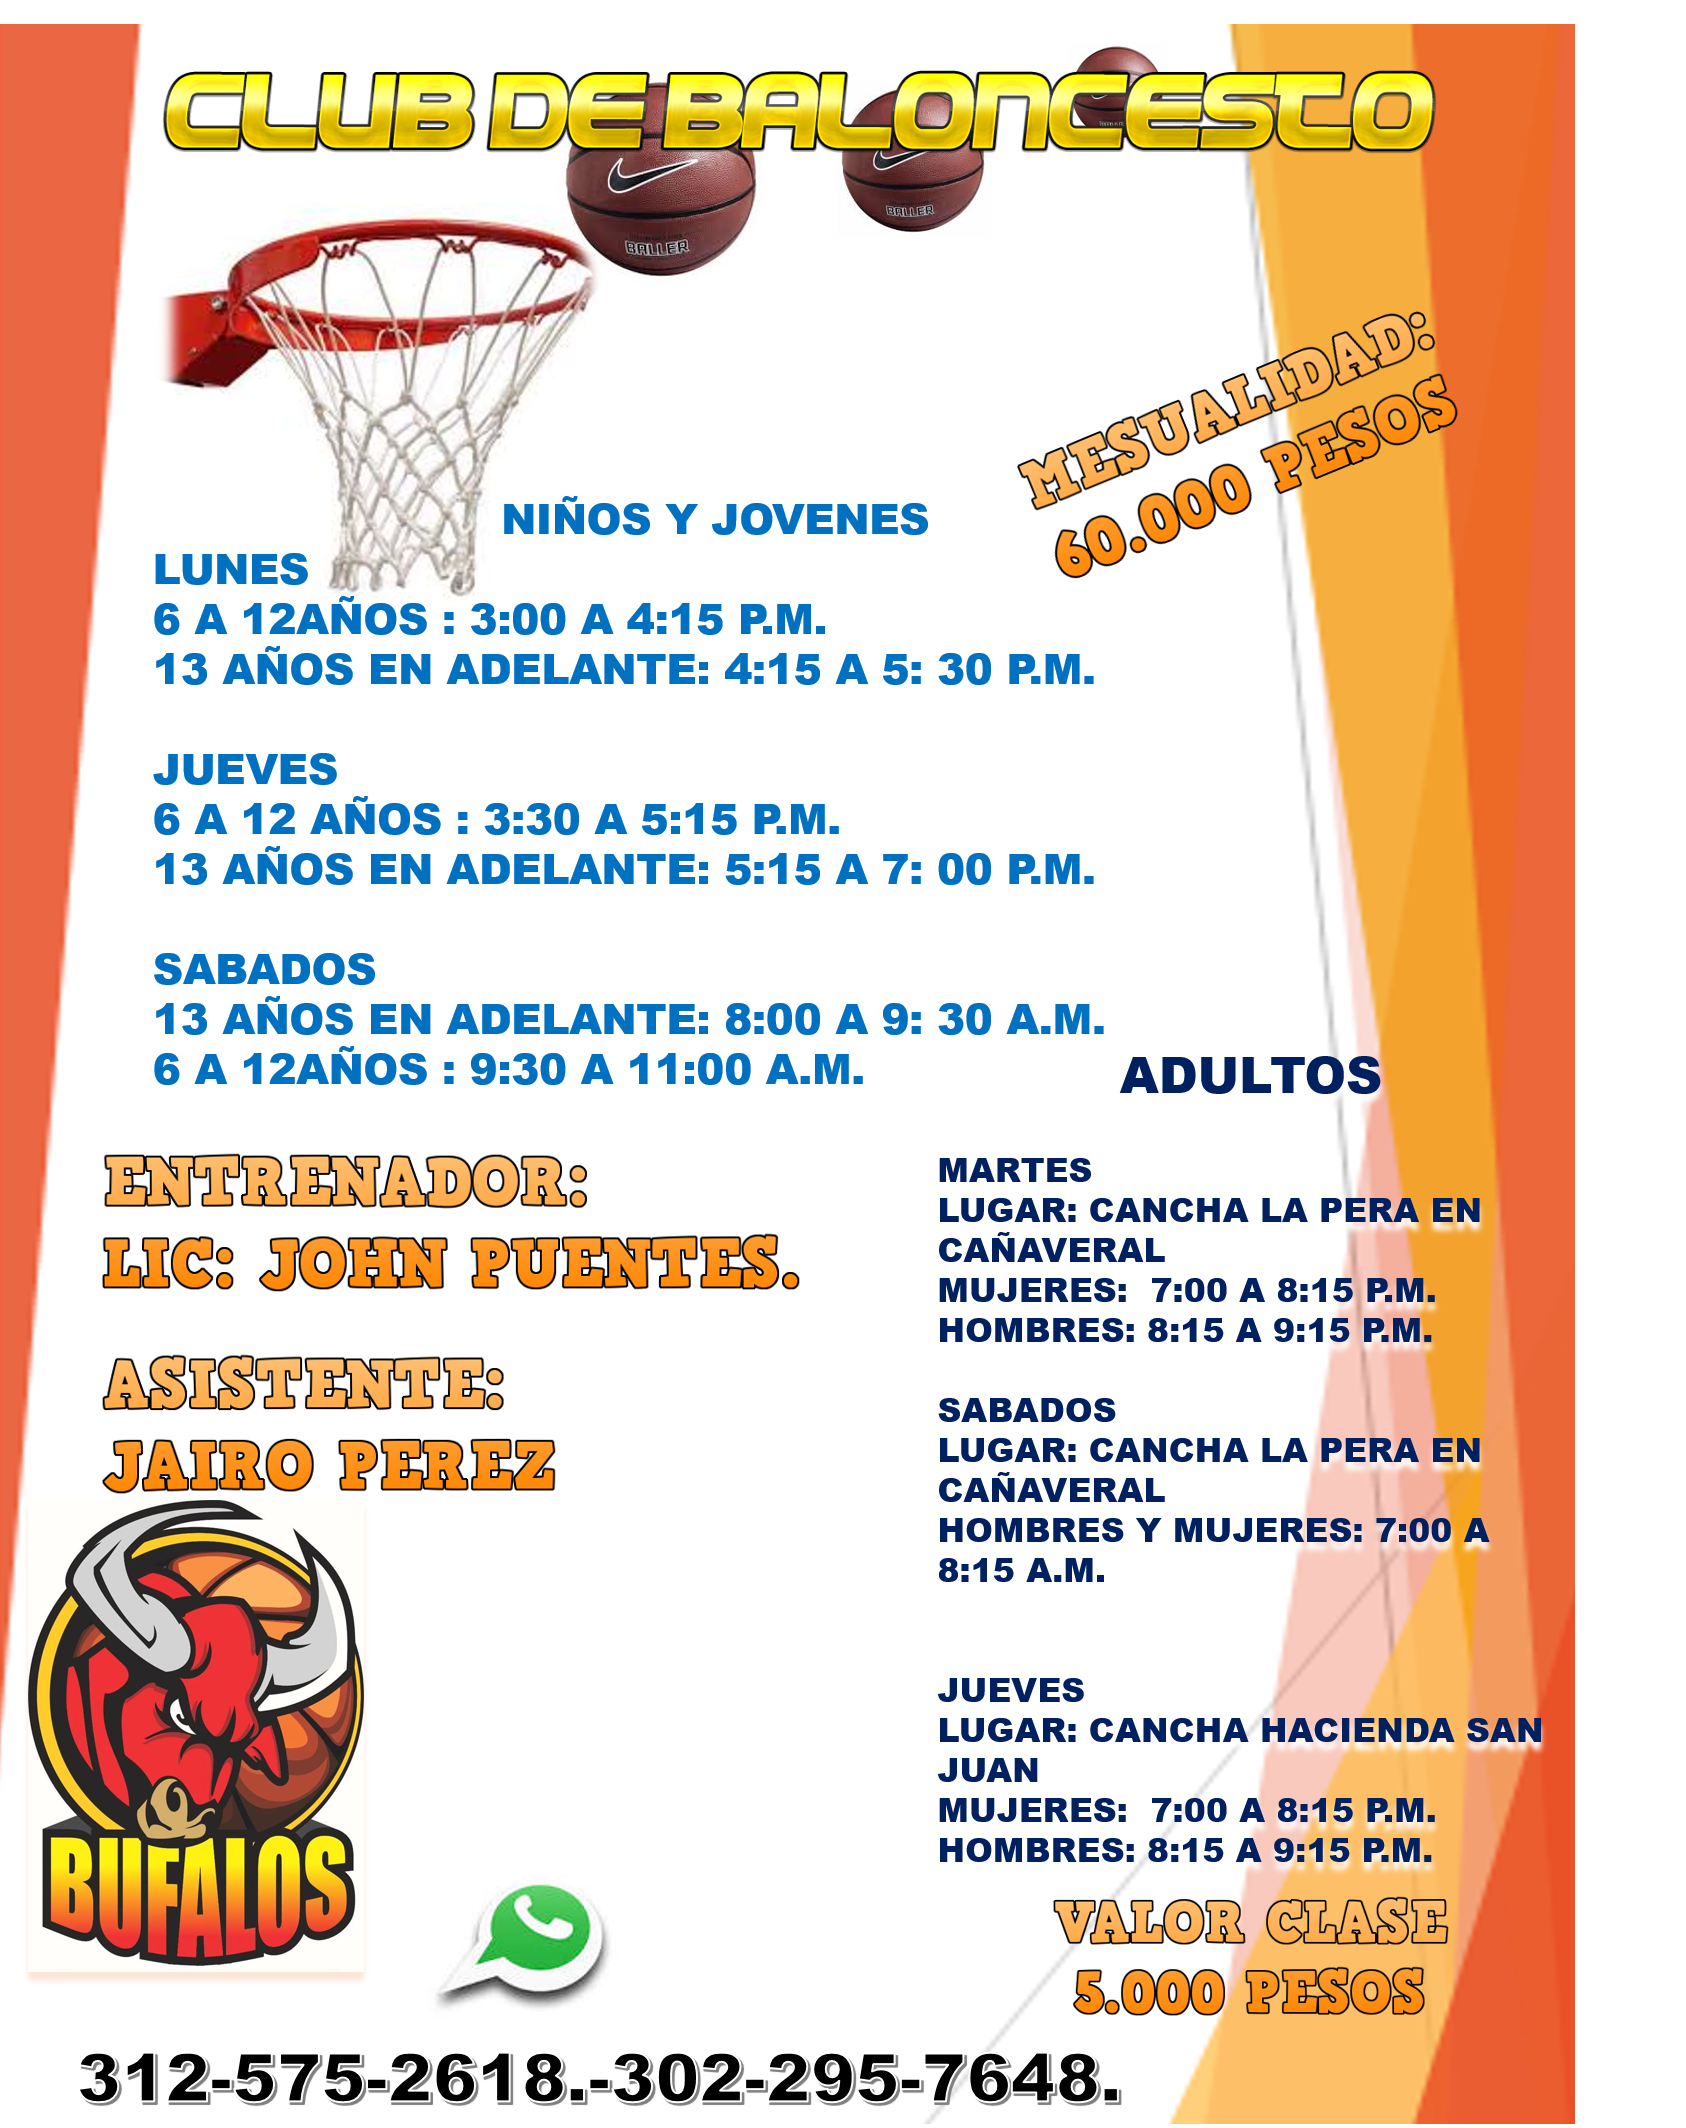 CLUB DE BALONCESTO
BALLER
BALLER
MESUALIDAD:
60.000 PESOS
NIÑOS Y JOVENES
LUNES
6 A 12AÑOS : 3:00 A 4:15 P.M.
13 AÑOS EN ADELANTE: 4:15 A 5: 30 P.M.
JUEVES
6 A 12 AÑOS : 3:30 A 5:15 P.M.
13 AÑOS EN ADELANTE: 5:15 A 7: 00 P.M.
SABADOS
13 AÑOS EN ADELANTE: 8:00 A 9: 30 A.M.
6 A 12AÑOS : 9:30 A 11:00 A.M.
ENTRENADOR:
LIC: JOHN PUENTES.
ASISTENTE:
JAIRO PEREZ
BUFALOS
ADULTOS
MARTES
LUGAR: CANCHA LA PERA EN
CAÑAVERAL
MUJERES:  7:00 A 8:15 P.M.
HOMBRES: 8:15 A 9:15 P.M.
SABADOS
LUGAR: CANCHA LA PERA EN
CAÑAVERAL
HOMBRES Y MUJERES: 7:00 A
8:15 A.M.
JUEVES
LUGAR: CANCHA HACIENDA SAN
JUAN
MUJERES:  7:00 A 8:15 P.M.
HOMBRES: 8:15 A 9:15 P.M.
VALOR CLASE
5.000 PESOS
312-575-2618.-302-295-7648.